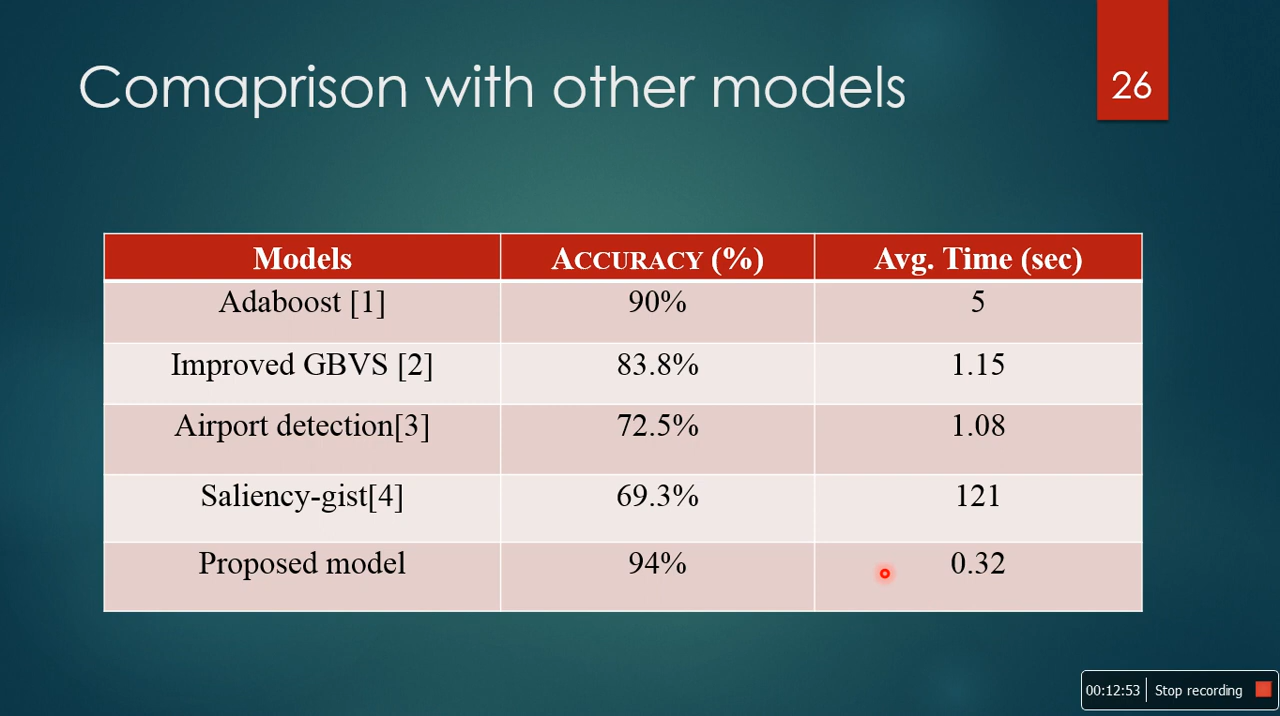 Comaprison with other models
26
Models ACCURACY (%) Avg. Time (sec)
Adaboost [1] 90% 5
Improved GBVS [2] 83.8% 1.15
Airport detection[3] 72.5% 1.08
Saliency-gist[4] 69.3% 121
Proposed model 94% 0.32
00:12:53 Stop recording